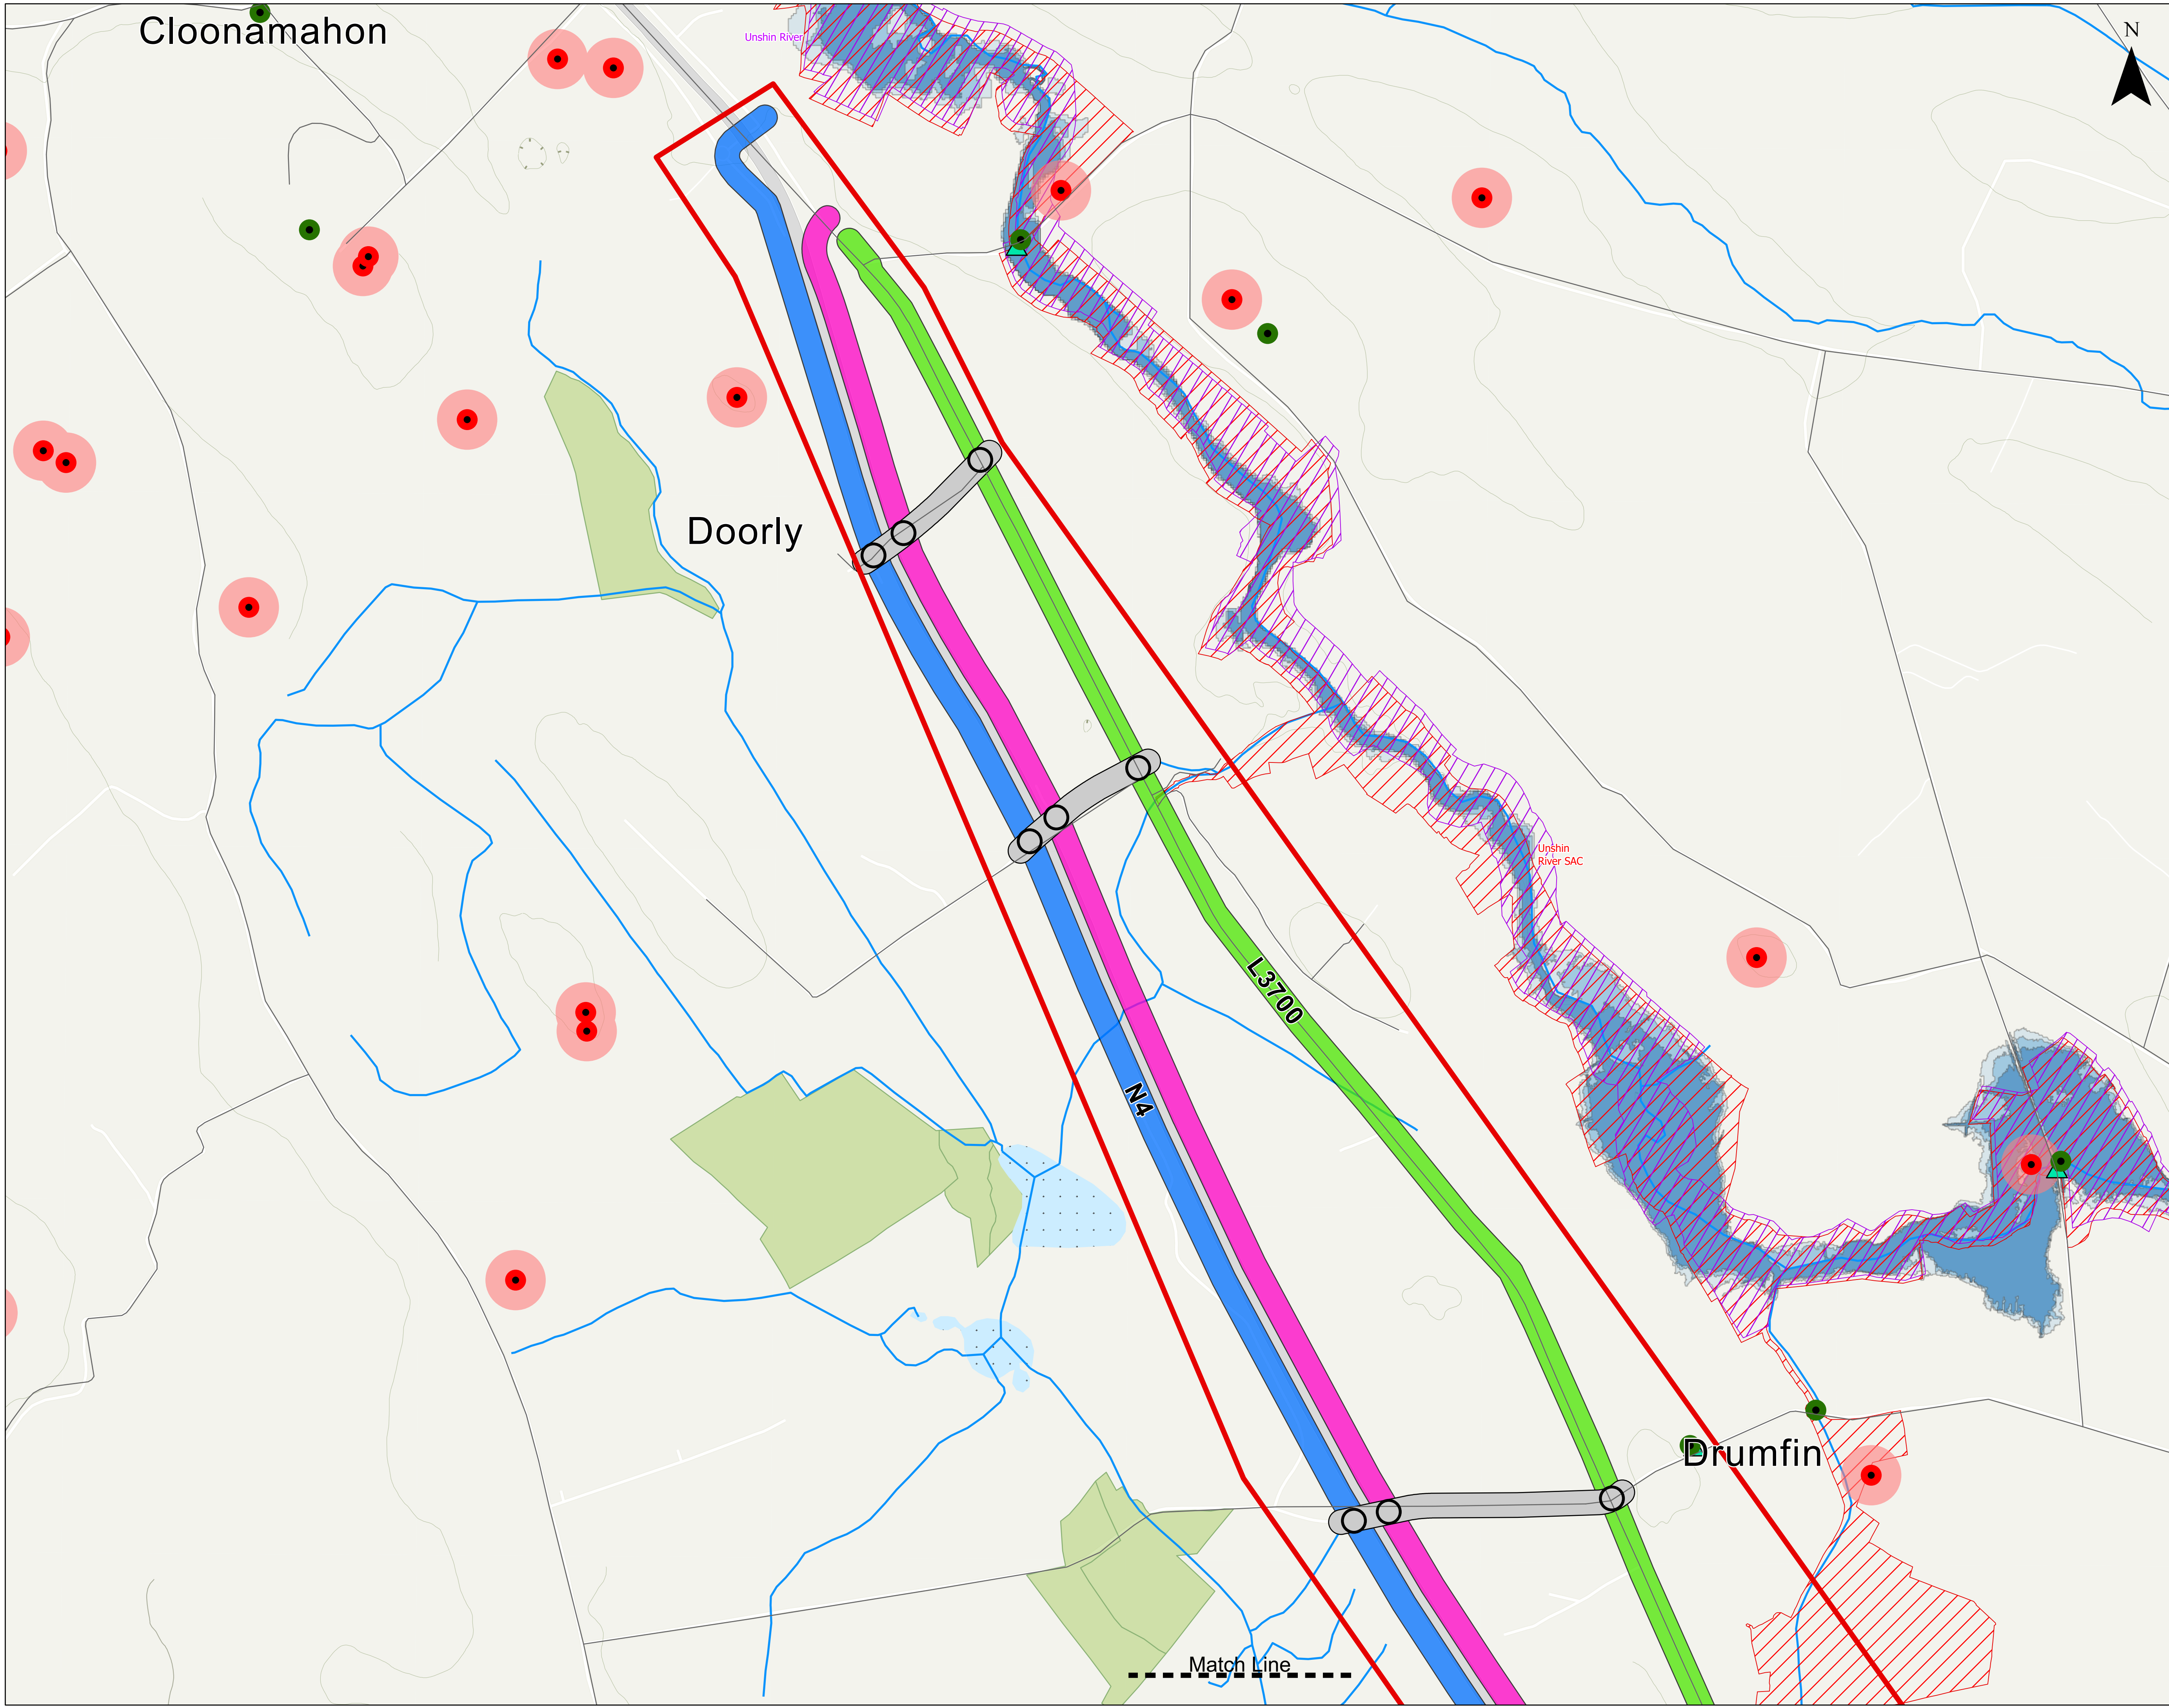 Cloonamahon
Unshin River
N
Doorly
Unshin
River SAC
L3700
N4
Drumfin
Match Line